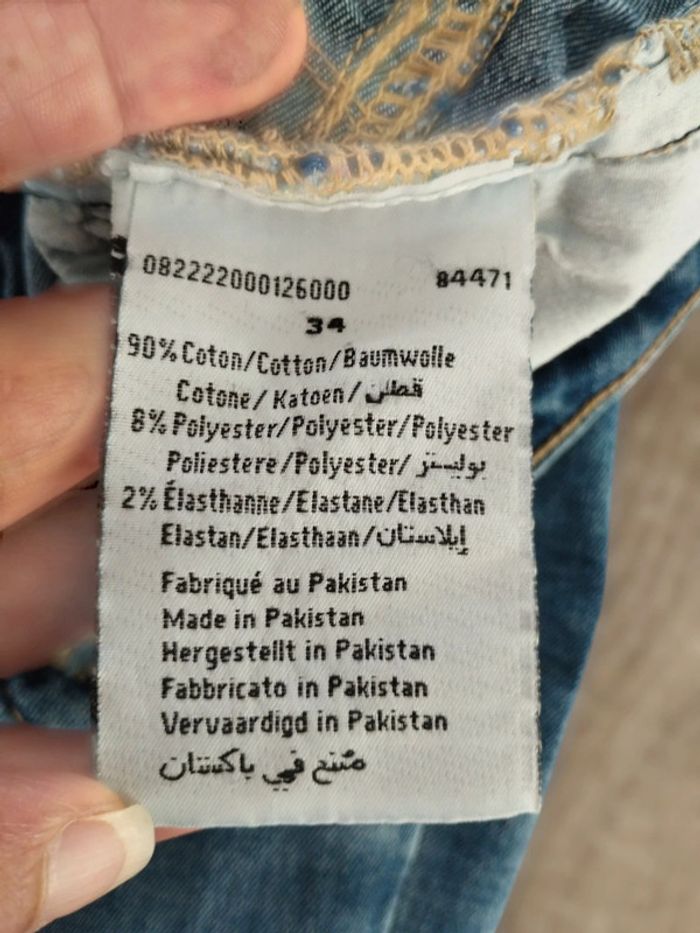 082222000126000 84471
34
90% Coton/Cotton/Baumwolle
Cotone/Katoen/قطن
8% Polyester/Polyester/Polyester
Poliestere/Polyester/بوليستر
2% Élasthanne/Elastane/Elasthan
Elastan/Elasthaan/إيلاستان
Fabriqué au Pakistan
Made in Pakistan
Hergestellt in Pakistan
Fabbricato in Pakistan
Vervaardigd in Pakistan
صنع في باكستان